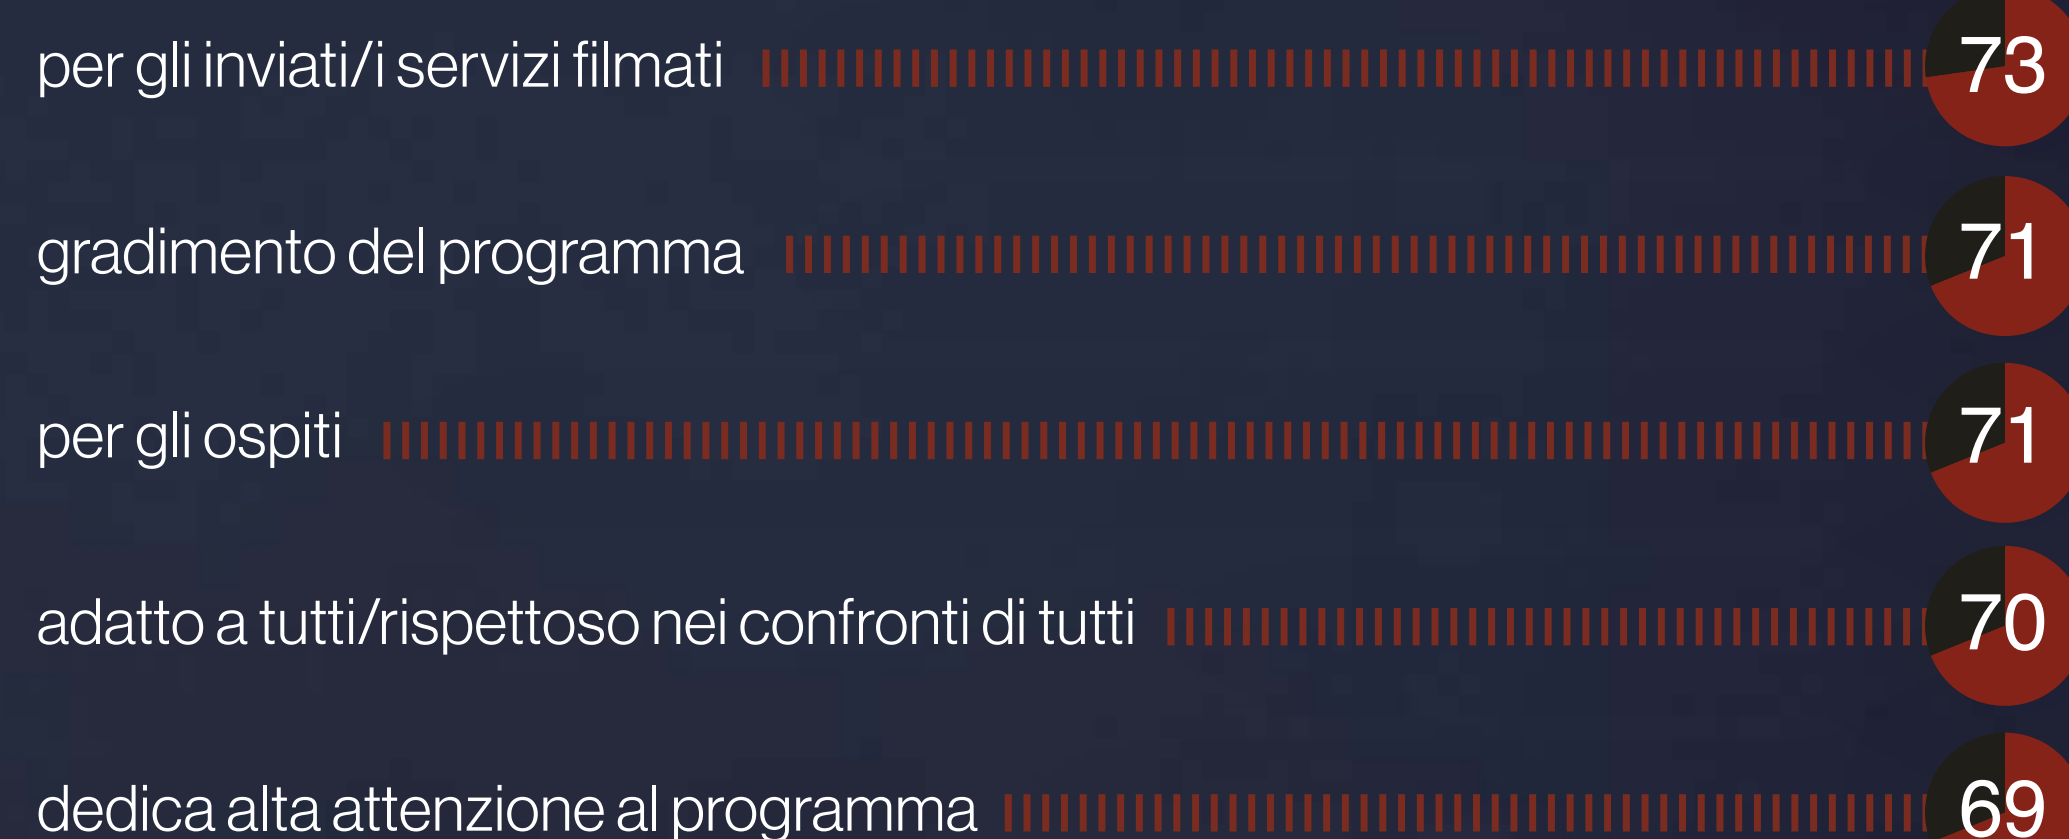 per gli inviati/i servizi filmati 73
gradimento del programma 71
per gli ospiti 71
adatto a tutti/rispettoso nei confronti di tutti 70
dedica alta attenzione al programma 69